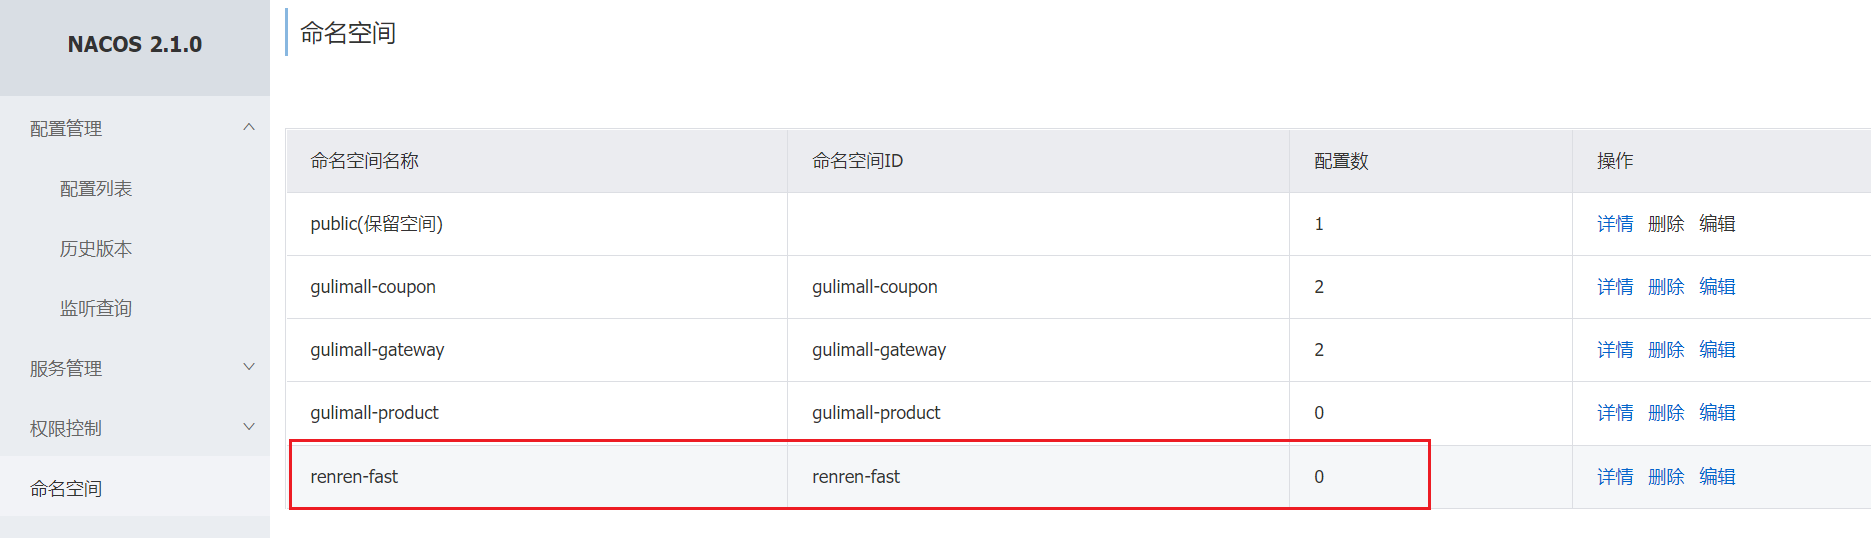 NACOS 2.1.0
配置管理
配置列表
历史版本
监听查询
服务管理
权限控制
命名空间
命名空间
命名空间名称 命名空间ID 配置数 操作
public(保留空间) 1 详情 删除 编辑
gulimall-coupon gulimall-coupon 2 详情 删除 编辑
gulimall-gateway gulimall-gateway 2 详情 删除 编辑
gulimall-product gulimall-product 0 详情 删除 编辑
renren-fast renren-fast 0 详情 删除 编辑